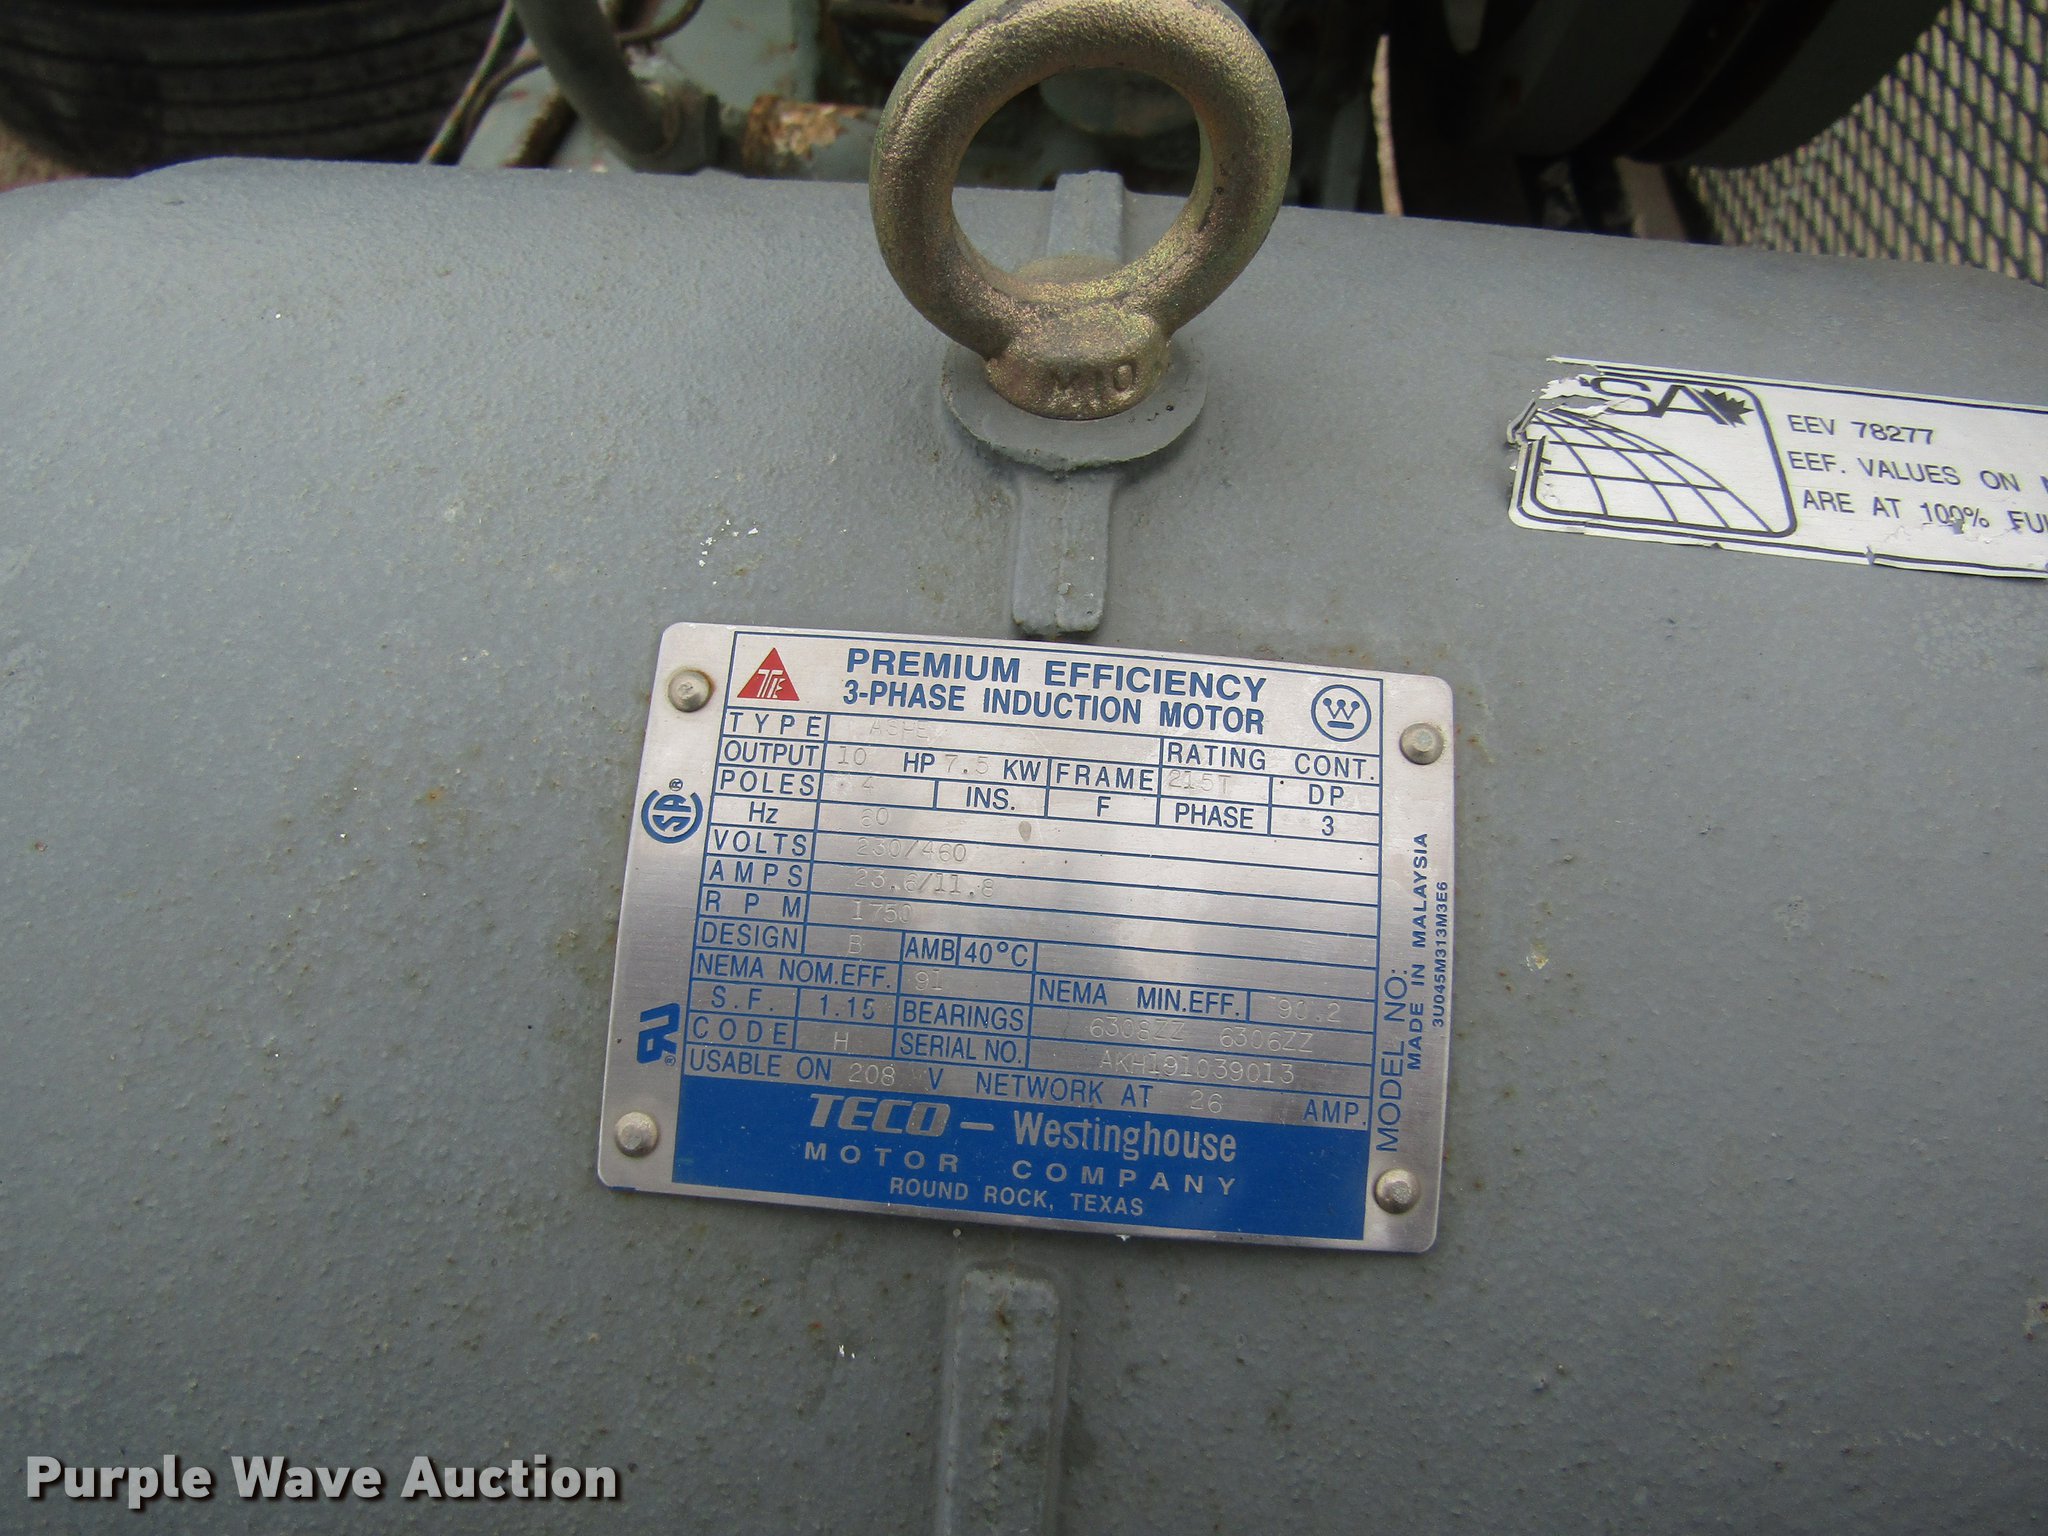 M10
SA
EEV 78277
EEF. VALUES ON
ARE AT 100% FU
PREMIUM EFFICIENCY
3-PHASE INDUCTION MOTOR
TYPE ASHE RATING CONT.
OUTPUT 10 HP 7.5 KW FRAME 215T DP
POLES 4 INS. F PHASE 3
Hz 60
VOLTS 230/460
AMPS 23.6/11.8
RPM 1750
DESIGN B AMB 40°C
NEMA NOM.EFF. 91 NEMA MIN.EFF. 90.2
S.F. 1.15 BEARINGS 6308ZZ 6306ZZ
CODE H SERIAL NO. AKH191039013
USABLE ON 208 V NETWORK AT 26 AMP.
TECO - Westinghouse
MOTOR COMPANY
ROUND ROCK, TEXAS
MODEL NO:
MADE IN MALAYSIA
3U045M313M3E6
Purple Wave Auction